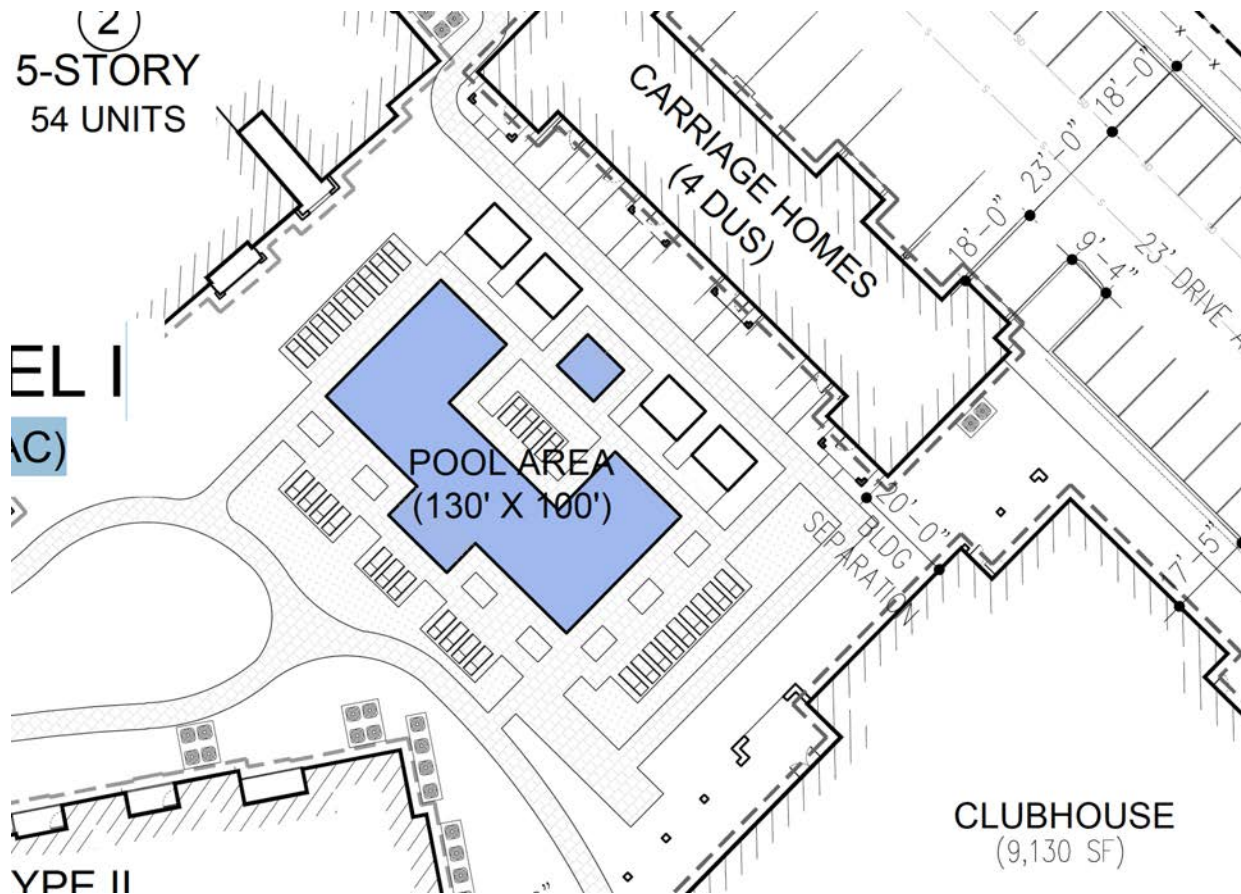 2
5-STORY
54 UNITS
CARRIAGE HOMES
(4 DUS)
18'-0"
23'-0"
18'-0"
9'-4"
23' DRIVE
EL I
AC)
POOL AREA
(130' X 100')
20'-0"
BLDG
SEPARATION
7'-5"
CLUBHOUSE
(9,130 SF)
YPE II